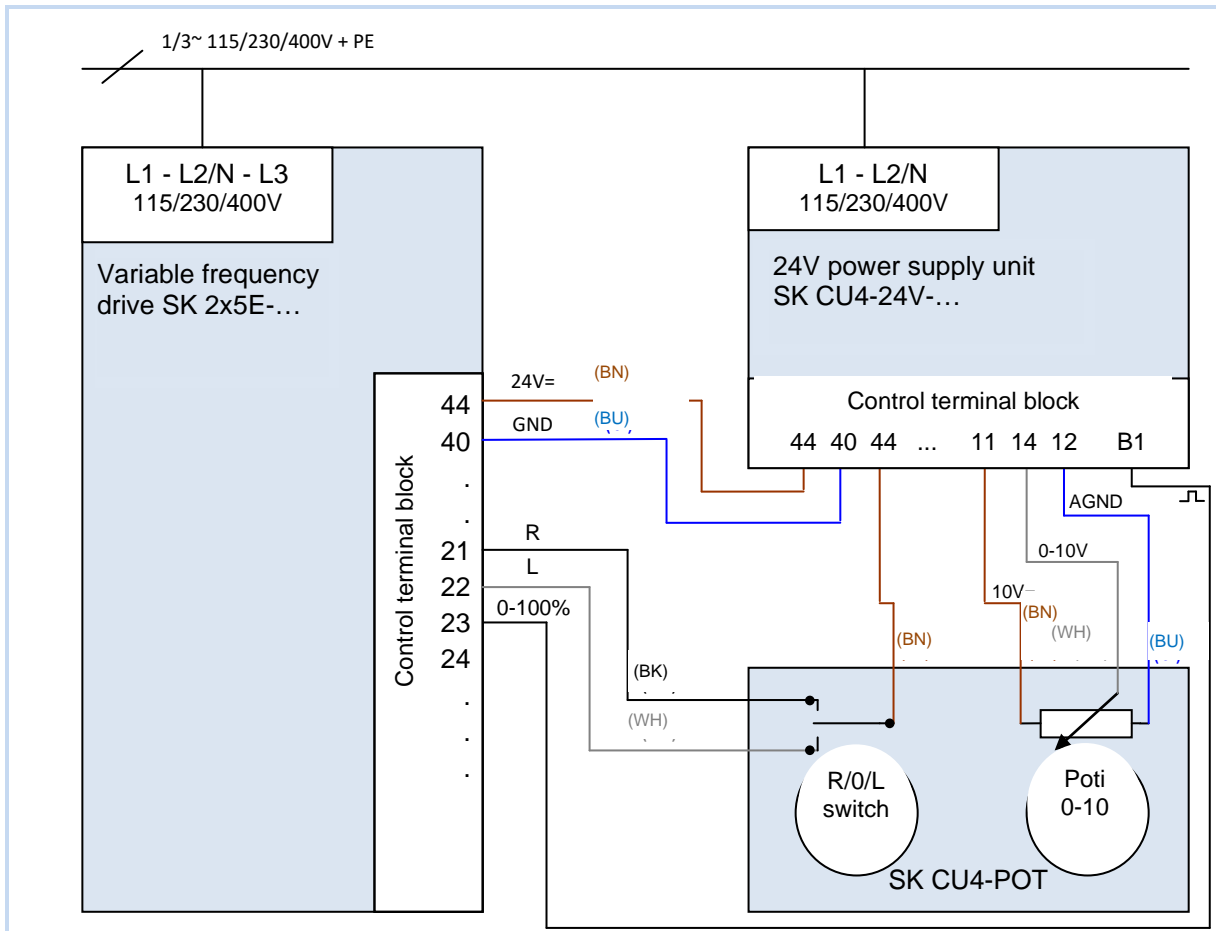 1/3~ 115/230/400V + PE
L1 - L2/N - L3
115/230/400V
Variable frequency
drive SK 2x5E-…
L1 - L2/N
115/230/400V
24V power supply unit
SK CU4-24V-…
Control terminal block
44 40 44 ... 11 14 12 B1
Control terminal block
44
40
.
.
21
22
23
24
.
.
.
24V=
(BN)
GND
(BU)
R
L
0-100%
(BK)
(WH)
AGND
0-10V
10V
(BN)
(WH)
(BN)
(BU)
R/0/L
switch
Poti
0-10
SK CU4-POT